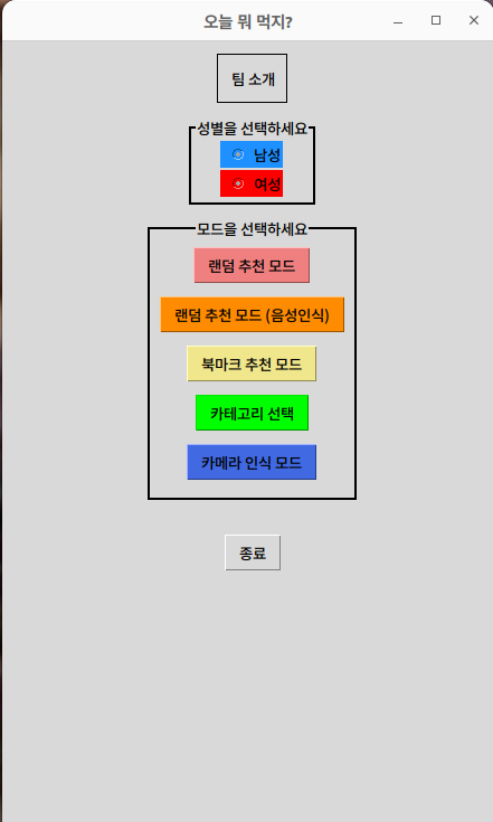 오늘 뭐 먹지?
팀 소개
성별을 선택하세요
남성
여성
모드을 선택하세요
랜덤 추천 모드
랜덤 추천 모드 (음성인식)
북마크 추천 모드
카테고리 선택
카메라 인식 모드
종료